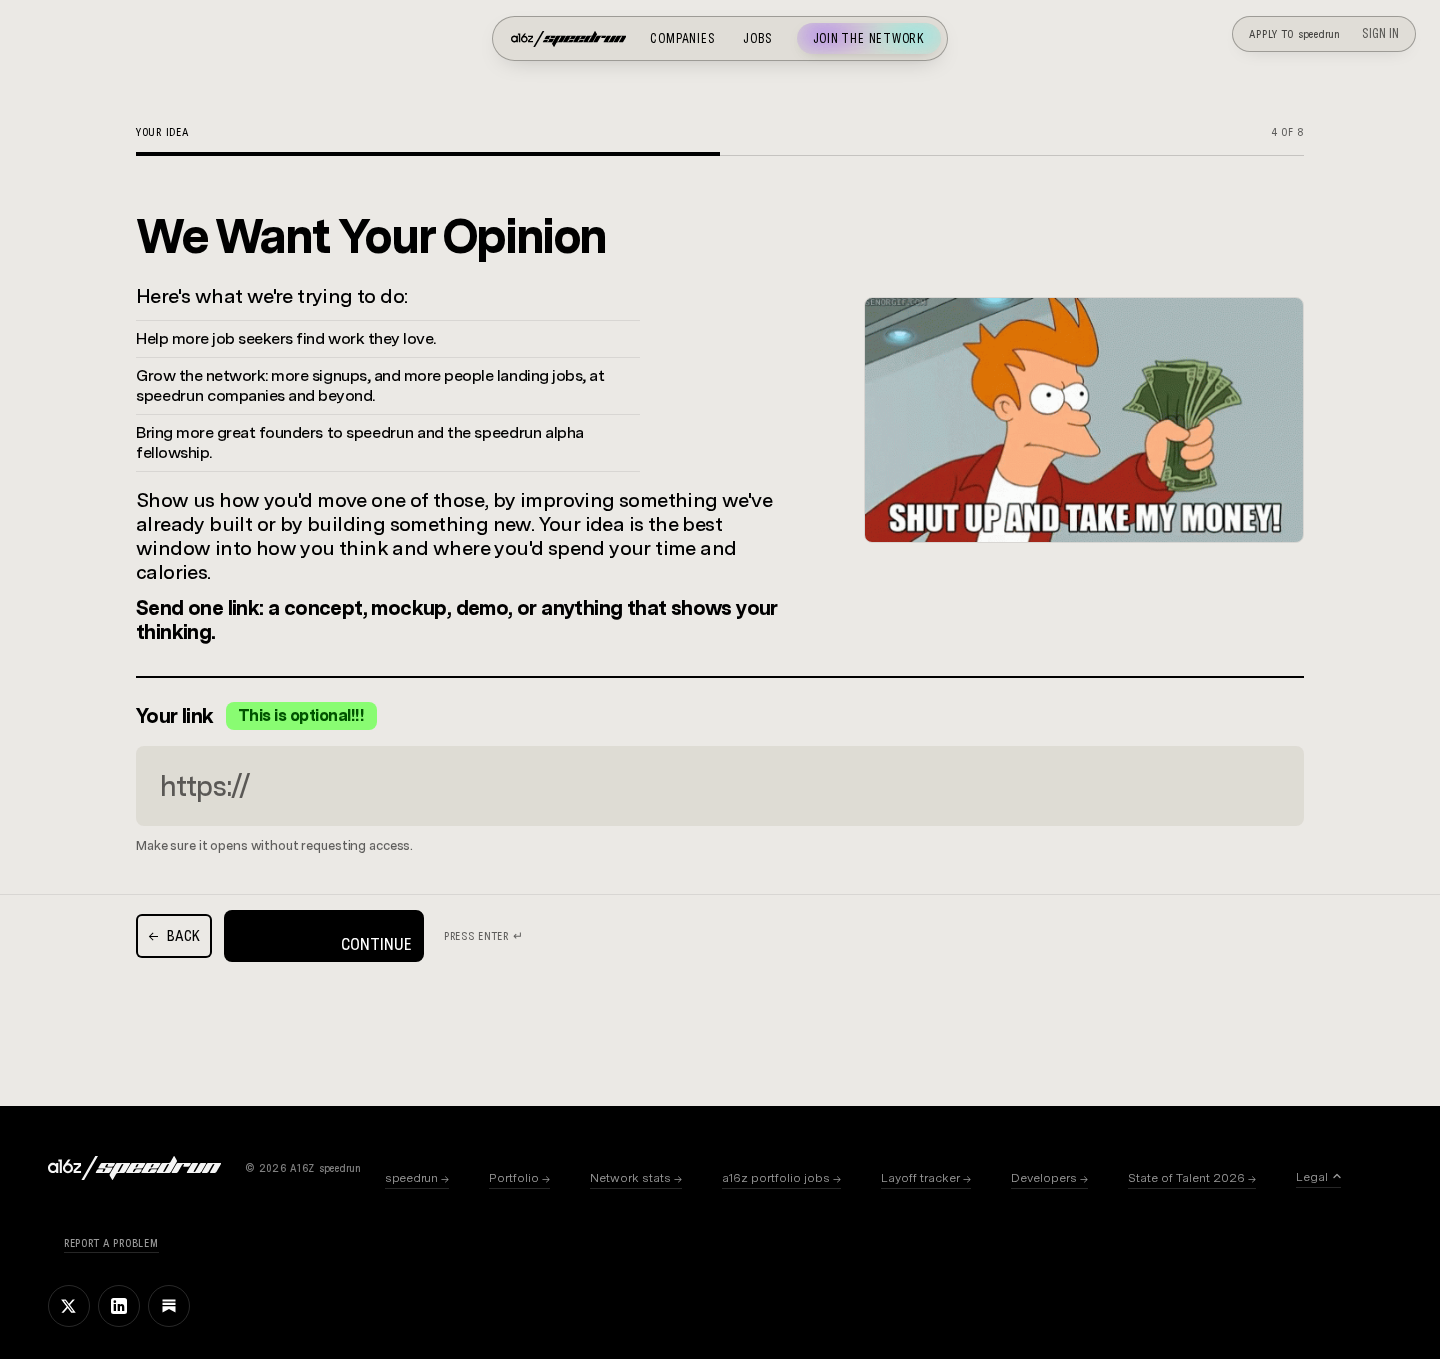 a16z/speedrun
COMPANIES
JOBS
JOIN THE NETWORK
APPLY TO speedrun
SIGN IN
YOUR IDEA
4 OF 8
We Want Your Opinion
Here's what we're trying to do:
Help more job seekers find work they love.
Grow the network: more signups, and more people landing jobs, at
speedrun companies and beyond.
Bring more great founders to speedrun and the speedrun alpha
fellowship.
Show us how you'd move one of those, by improving something we've
already built or by building something new. Your idea is the best
window into how you think and where you'd spend your time and
calories.
Send one link: a concept, mockup, demo, or anything that shows your
thinking.
SENORGIF.COM
SHUT UP AND TAKE MY MONEY!
Your link
This is optional!!!
https://
Make sure it opens without requesting access.
← BACK
CONTINUE
PRESS ENTER ↵
a16z/speedrun
© 2026 A16Z speedrun
speedrun →
Portfolio →
Network stats →
a16z portfolio jobs →
Layoff tracker →
Developers →
State of Talent 2026 →
Legal
REPORT A PROBLEM